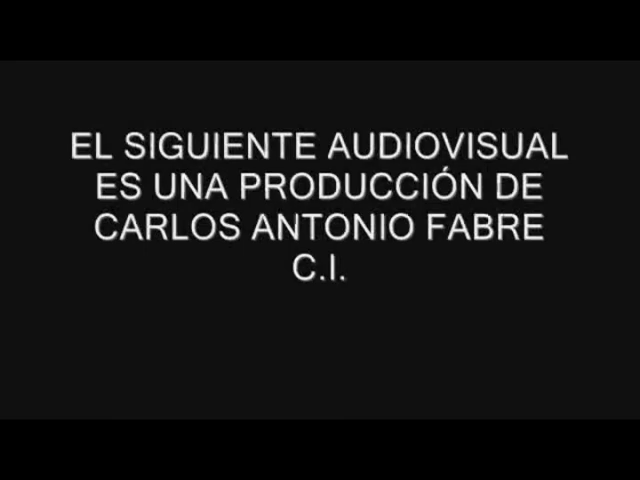 EL SIGUIENTE AUDIOVISUAL
ES UNA PRODUCCIÓN DE
CARLOS ANTONIO FABRE
C.I.